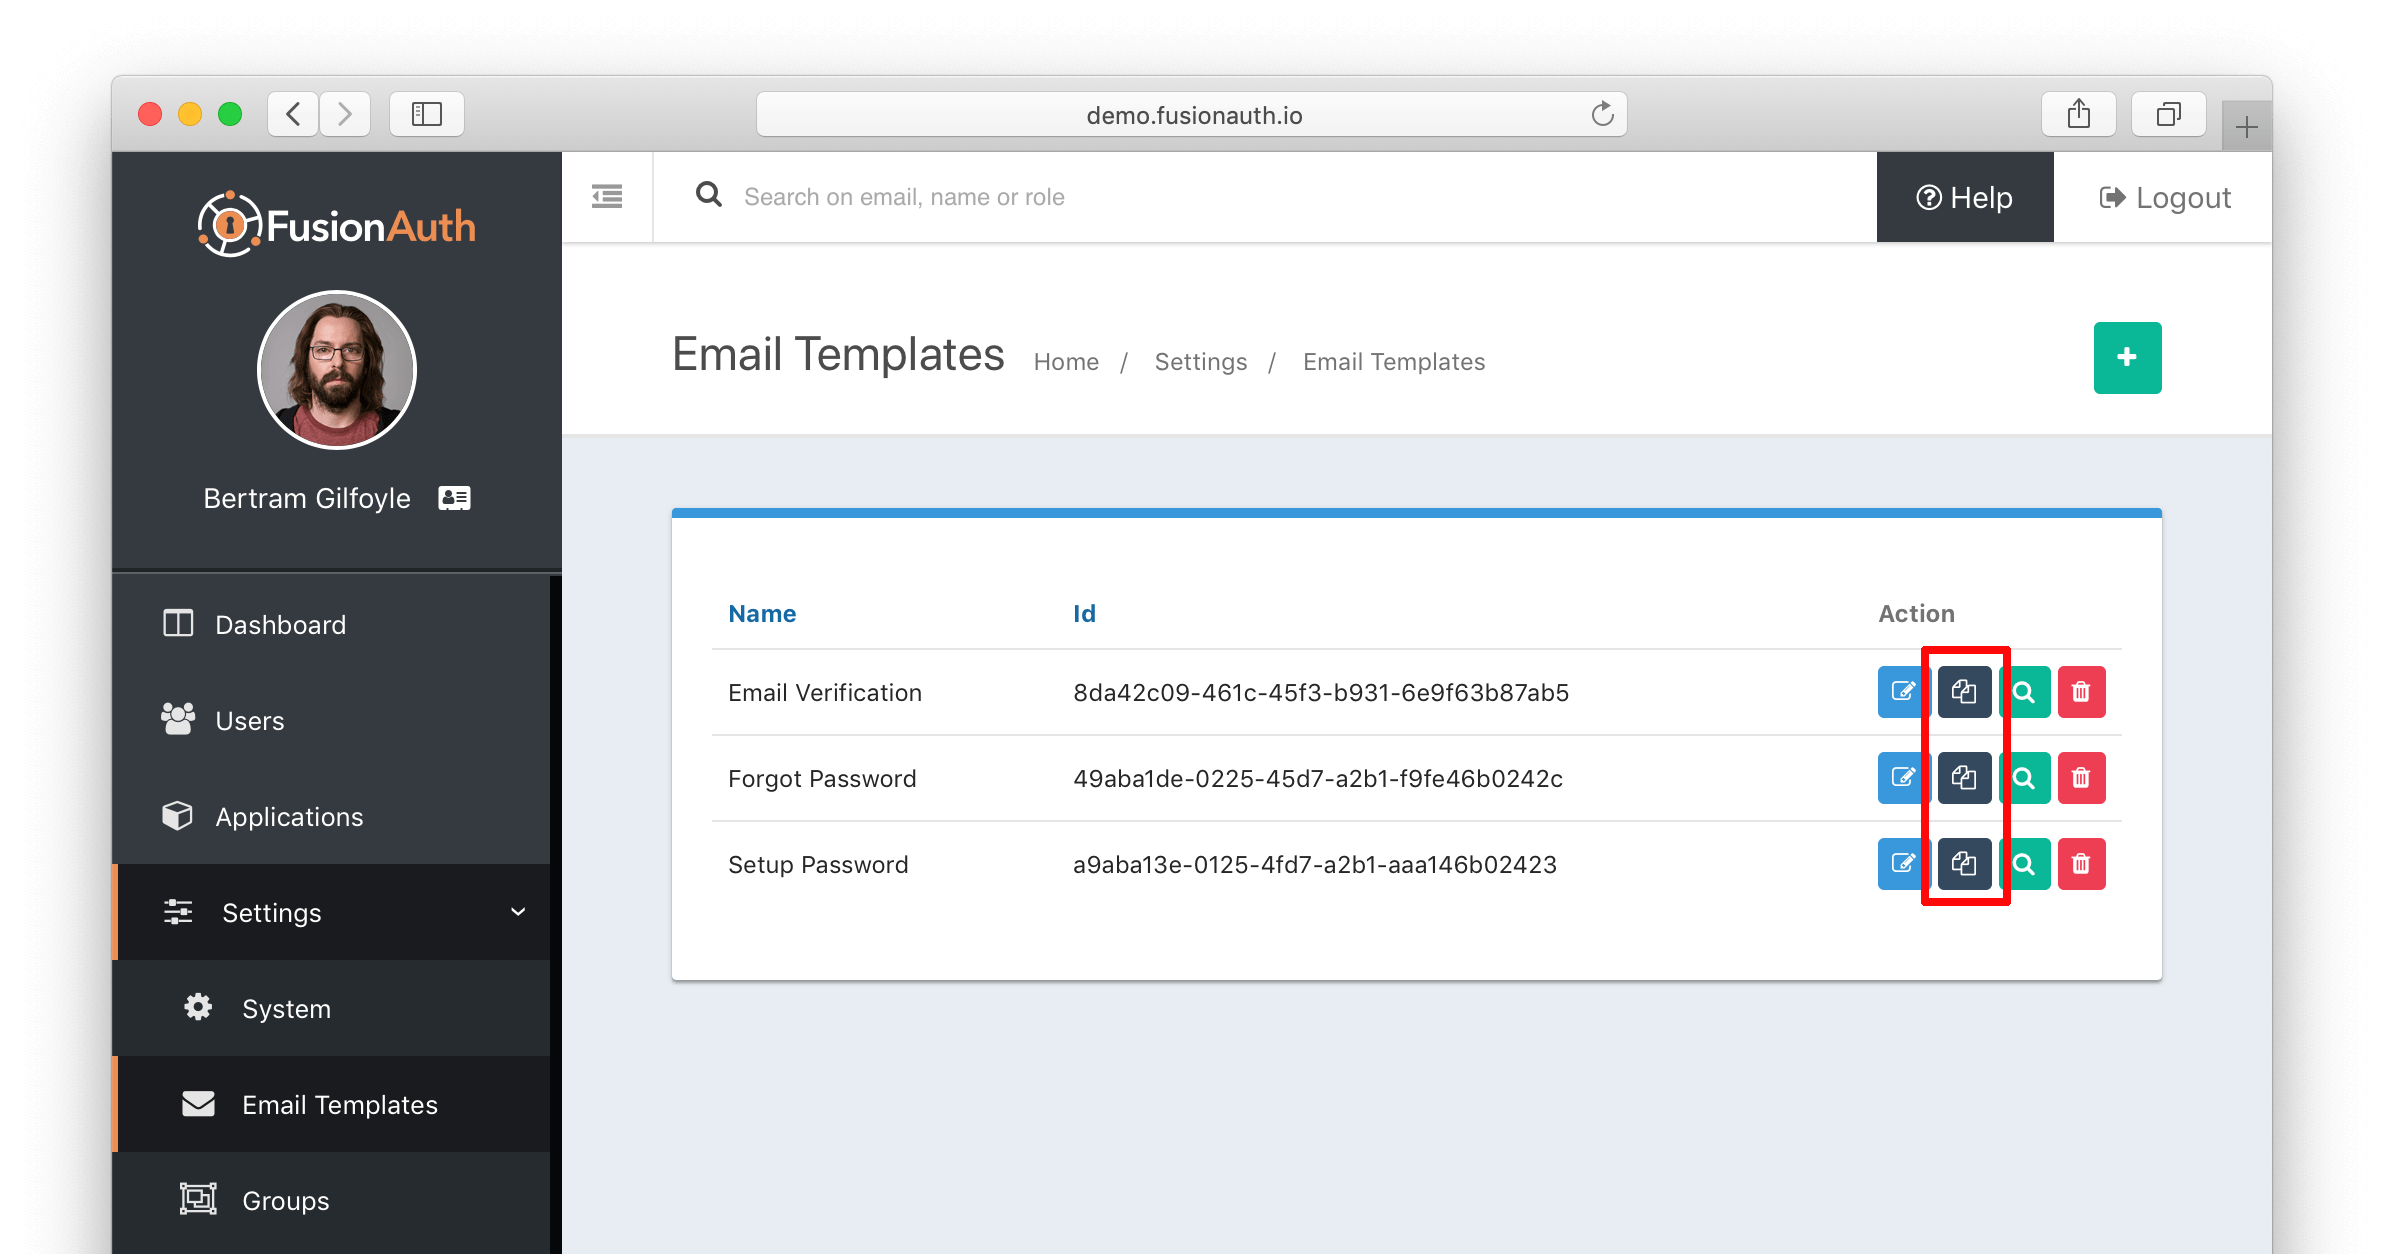 demo.fusionauth.io
FusionAuth
Search on email, name or role
Help
Logout
Email Templates
Home / Settings / Email Templates
Bertram Gilfoyle
Dashboard
Users
Applications
Settings
System
Email Templates
Groups
Name Id Action
Email Verification 8da42c09-461c-45f3-b931-6e9f63b87ab5
Forgot Password 49aba1de-0225-45d7-a2b1-f9fe46b0242c
Setup Password a9aba13e-0125-4fd7-a2b1-aaa146b02423